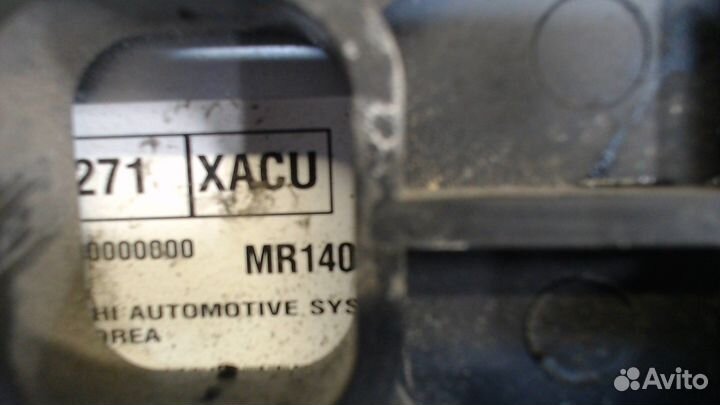 271 XACU
0000800 MR140
HI AUTOMOTIVE SYS
OREA
Avito